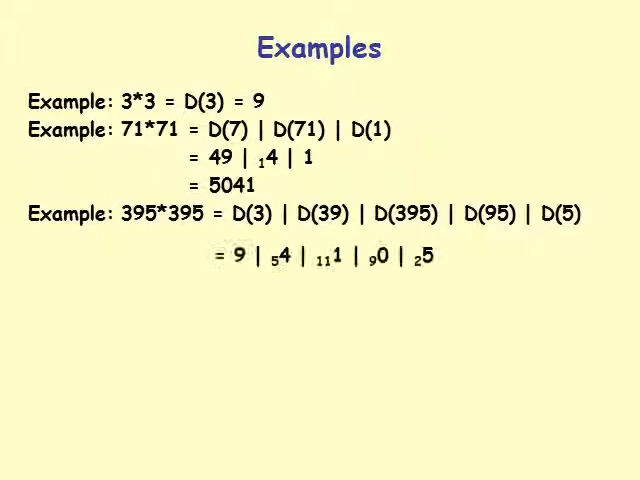 Examples
Example: 3*3 = D(3) = 9
Example: 71*71 = D(7) | D(71) | D(1)
= 49 | ₁4 | 1
= 5041
Example: 395*395 = D(3) | D(39) | D(395) | D(95) | D(5)
= 9 | ₅4 | ₁₁1 | ₉0 | ₂5